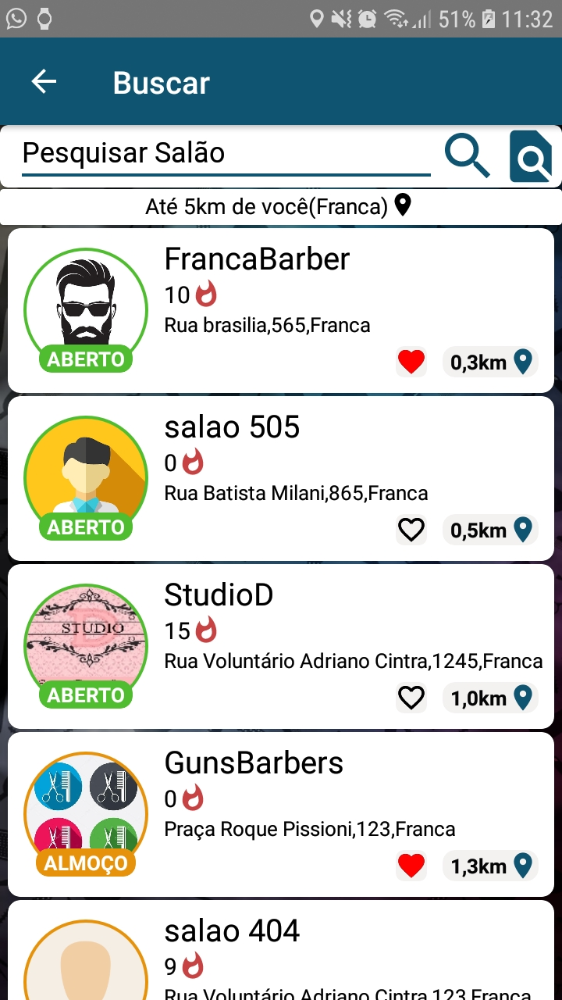 51% 11:32
Buscar
Pesquisar Salão
Até 5km de você(Franca)
FrancaBarber
10
Rua brasilia,565,Franca
ABERTO
0,3km
salao 505
0
Rua Batista Milani,865,Franca
ABERTO
0,5km
StudioD
15
STUDIO
D
Rua Voluntário Adriano Cintra,1245,Franca
ABERTO
1,0km
GunsBarbers
0
Praça Roque Pissioni,123,Franca
ALMOÇO
1,3km
salao 404
9
Rua Voluntário Adriano Cintra,123,Franca